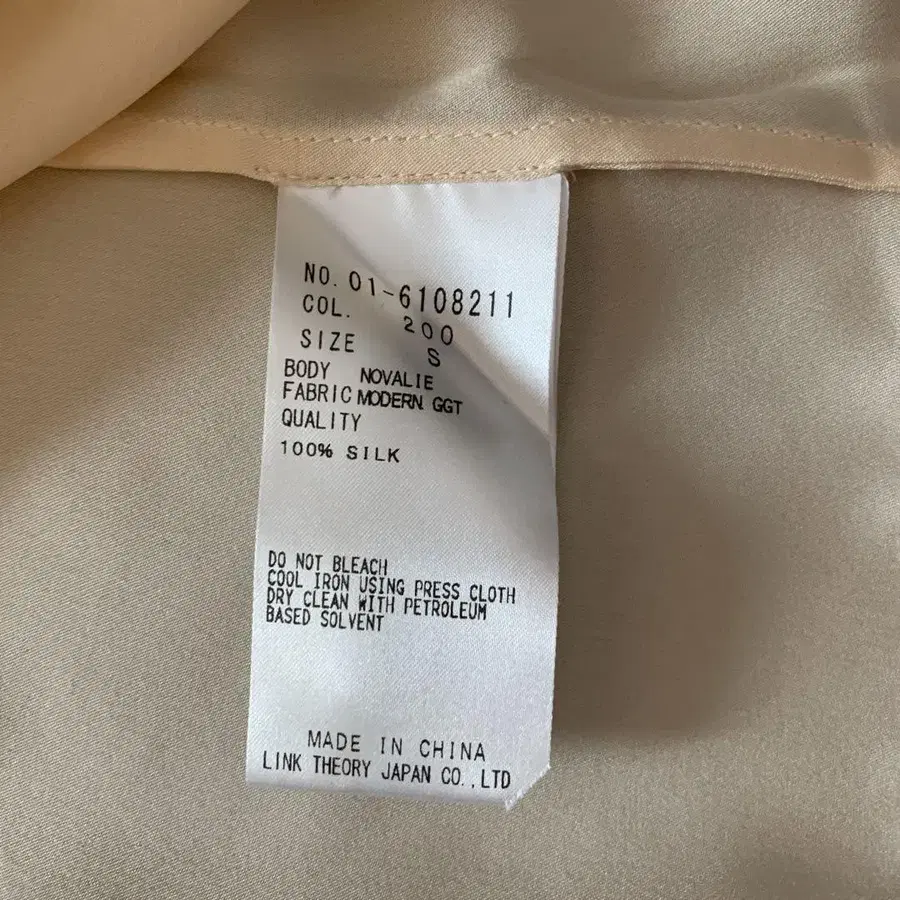 NO. 01-6108211
COL. 200
SIZE S
BODY NOVALIE
FABRIC MODERN GGT
QUALITY
100% SILK
DO NOT BLEACH
COOL IRON USING PRESS CLOTH
DRY CLEAN WITH PETROLEUM
BASED SOLVENT
MADE IN CHINA
LINK THEORY JAPAN CO.,LTD